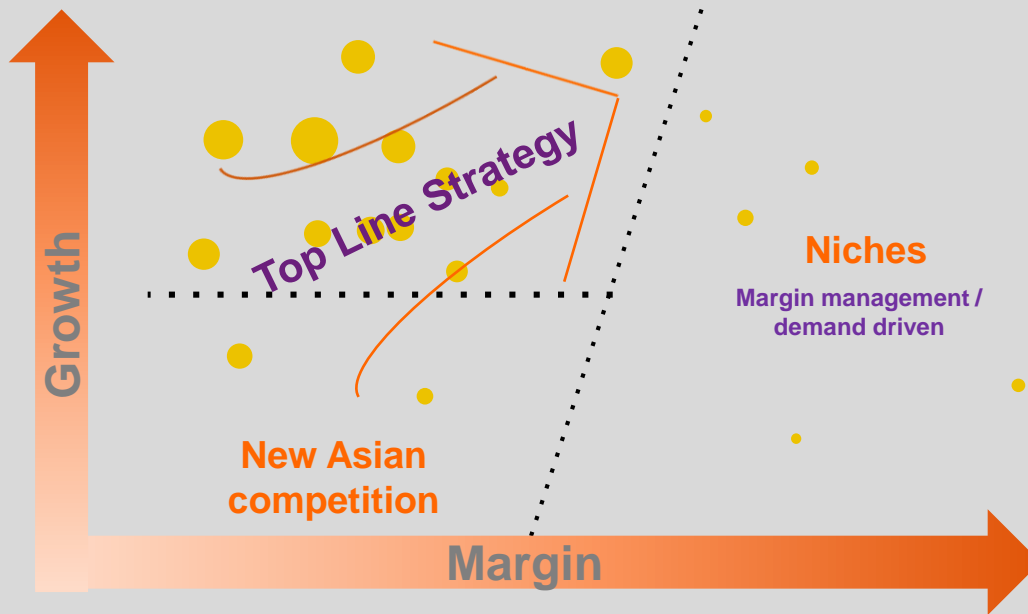 Growth
Top Line Strategy
Niches
Margin management /
demand driven
New Asian
competition
Margin